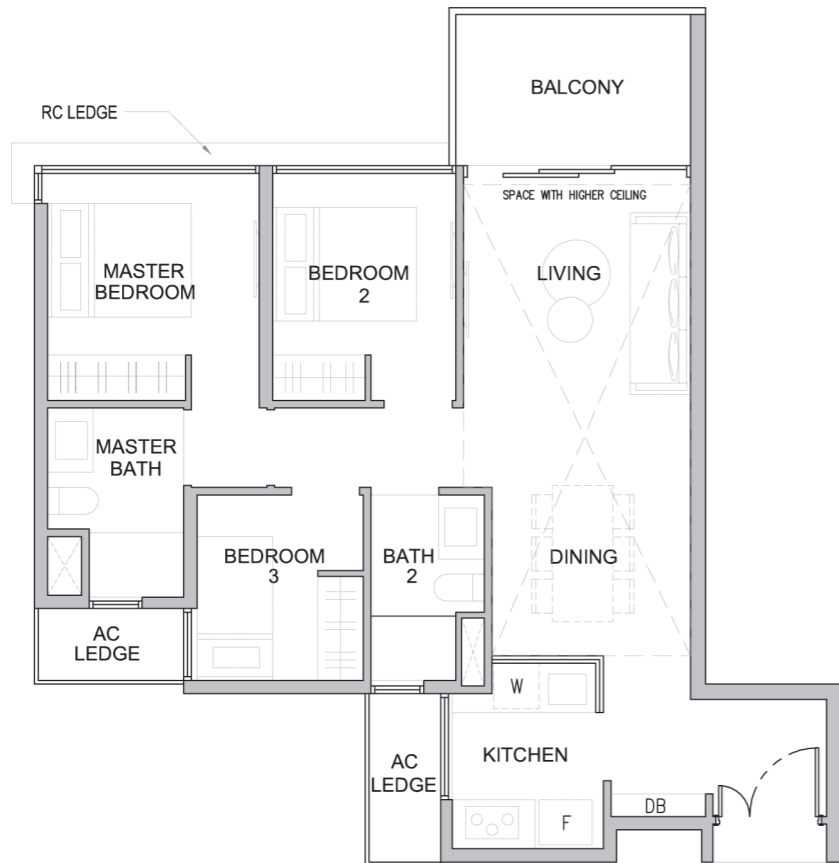 BALCONY
RC LEDGE
SPACE WITH HIGHER CEILING
MASTER
BEDROOM
BEDROOM
2
LIVING
MASTER
BATH
BEDROOM
3
BATH
2
DINING
AC
LEDGE
W
KITCHEN
AC
LEDGE
F
DB